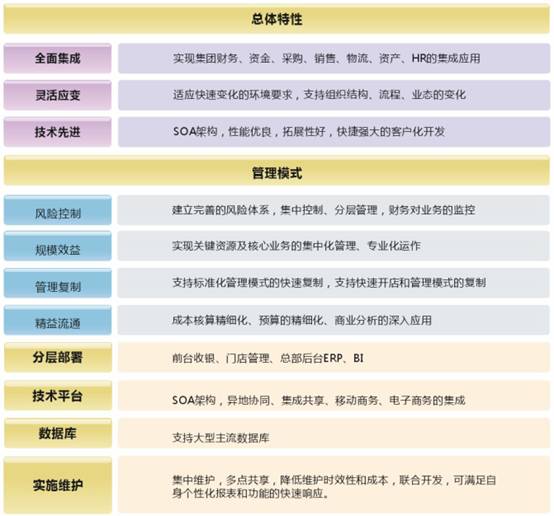 总体特性
全面集成
实现集团财务、资金、采购、销售、物流、资产、HR的集成应用
灵活应变
适应快速变化的环境要求，支持组织结构、流程、业态的变化
技术先进
SOA架构，性能优良，拓展性好，快捷强大的客户化开发
管理模式
风险控制
建立完善的风险体系，集中控制、分层管理，财务对业务的监控
规模效益
实现关键资源及核心业务的集中化管理、专业化运作
管理复制
支持标准化管理模式的快速复制，支持快速开店和管理模式的复制
精益流通
成本核算精细化、预算的精细化、商业分析的深入应用
分层部署
前台收银、门店管理、总部后台ERP、BI
技术平台
SOA架构，异地协同、集成共享、移动商务、电子商务的集成
数据库
支持大型主流数据库
实施维护
集中维护，多点共享，降低维护时效性和成本，联合开发，可满足自
身个性化报表和功能的快速响应。